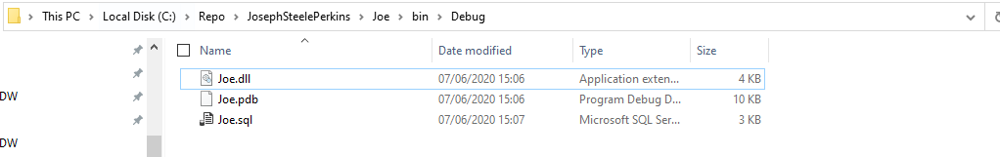 This PC > Local Disk (C:) > Repo > JosephSteelePerkins > Joe > bin > Debug
Name Date modified Type Size
Joe.dll 07/06/2020 15:06 Application exten... 4 KB
DW Joe.pdb 07/06/2020 15:06 Program Debug D... 10 KB
Joe.sql 07/06/2020 15:07 Microsoft SQL Ser... 3 KB
DW